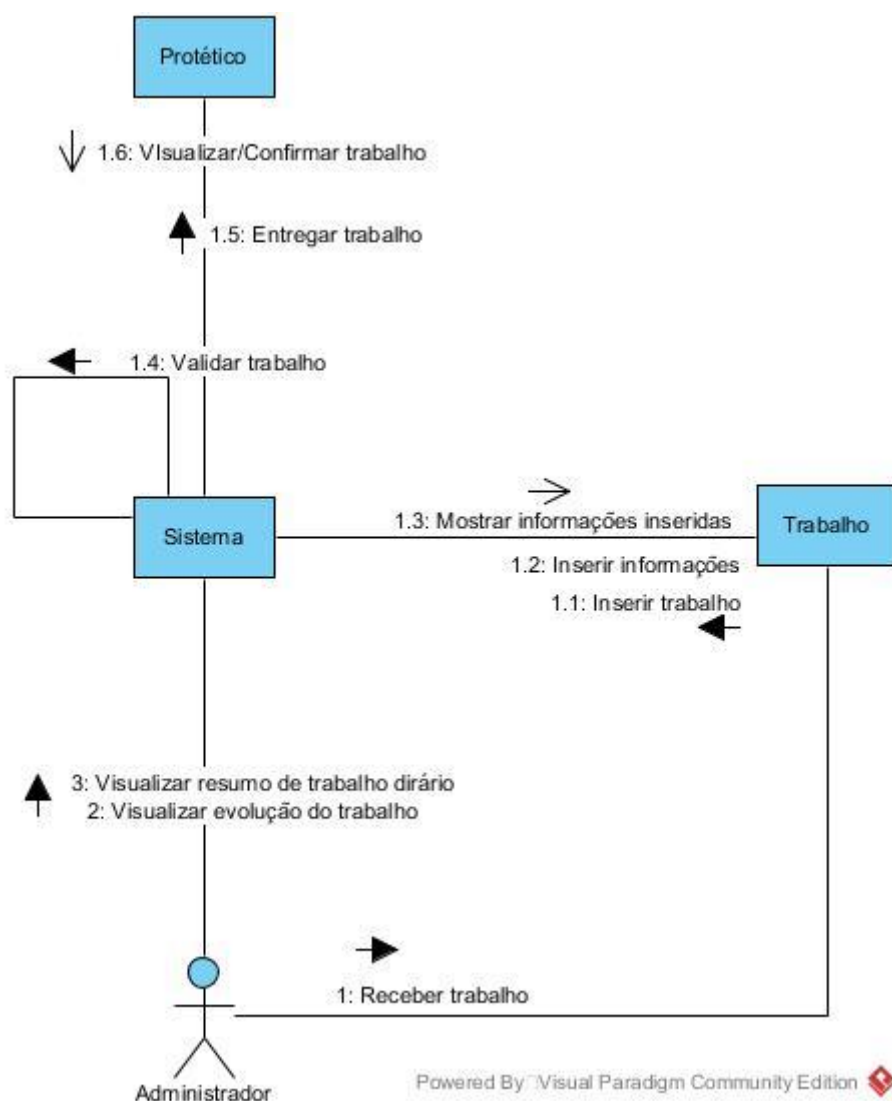 Protético
1.6: VIsualizar/Confirmar trabalho
1.5: Entregar trabalho
1.4: Validar trabalho
Sistema
1.3: Mostrar informações inseridas
Trabalho
1.2: Inserir informações
1.1: Inserir trabalho
3: Visualizar resumo de trabalho dirário
2: Visualizar evolução do trabalho
1: Receber trabalho
Administrador
Powered By Visual Paradigm Community Edition